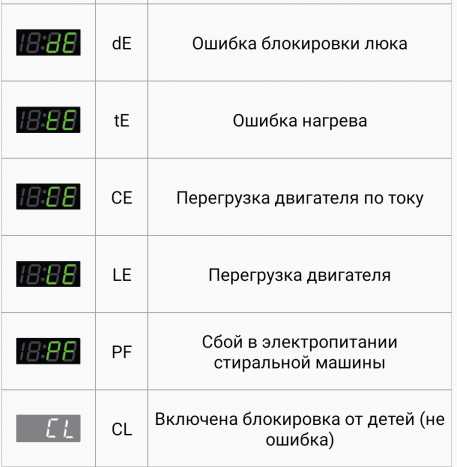 18:dE
dE
Ошибка блокировки люка
18:tE
tE
Ошибка нагрева
18:CE
CE
Перегрузка двигателя по току
18:LE
LE
Перегрузка двигателя
18:PF
PF
Сбой в электропитании
стиральной машины
CL
CL
Включена блокировка от детей (не
ошибка)